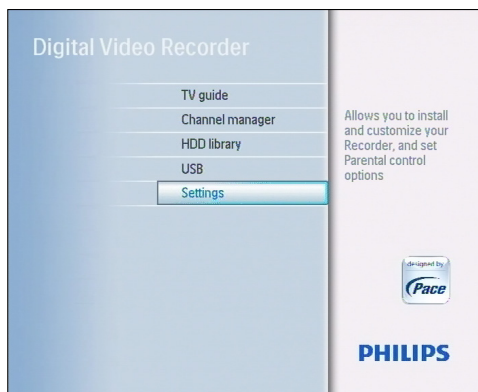 Digital Video Recorder
TV guide
Channel manager
HDD library
USB
Settings
Allows you to install
and customize your
Recorder, and set
Parental control
options
designed by
Pace
PHILIPS